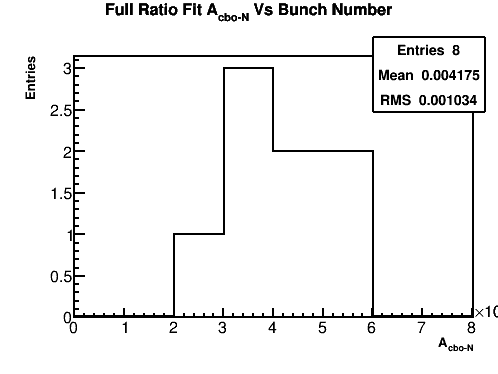 Full Ratio Fit A_cbo-N Vs Bunch Number
Entries 8
Mean 0.004175
RMS 0.001034
Entries
3
2.5
2
1.5
1
0.5
0
0 1 2 3 4 5 6 7 8
×10
A_cbo-N